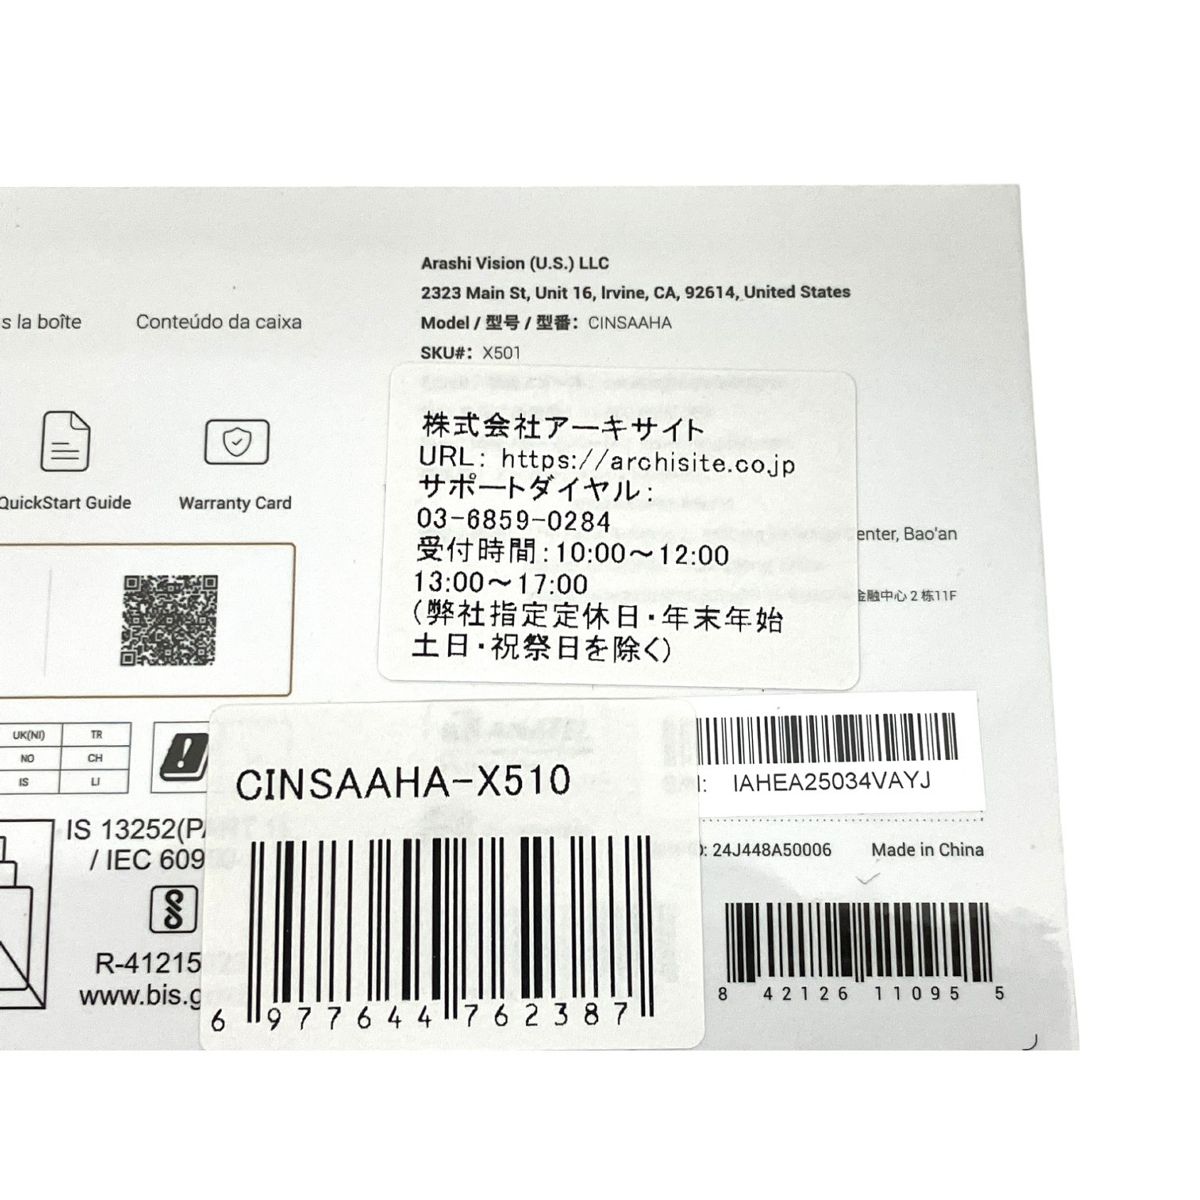 Arashi Vision (U.S.) LLC
2323 Main St, Unit 16, Irvine, CA, 92614, United States
Model / 型号 / 型番： CINSAAHA
SKU#： X501
s la boîte
Conteúdo da caixa
QuickStart Guide
Warranty Card
株式会社アーキサイト
URL: https://archisite.co.jp
サポートダイヤル:
03-6859-0284
受付時間:10:00～12:00
13:00～17:00
(弊社指定定休日・年末年始
土日・祝祭日を除く)
enter, Bao'an
金融中心 2 栋11F
UK(NI) TR
NO CH
IS LI
IS 13252(PA
/ IEC 609
R-41215
www.bis.g
CINSAAHA-X510
6 977644 762387
IAHEA25034VAYJ
: 24J448A50006
Made in China
8 42126 11095 5